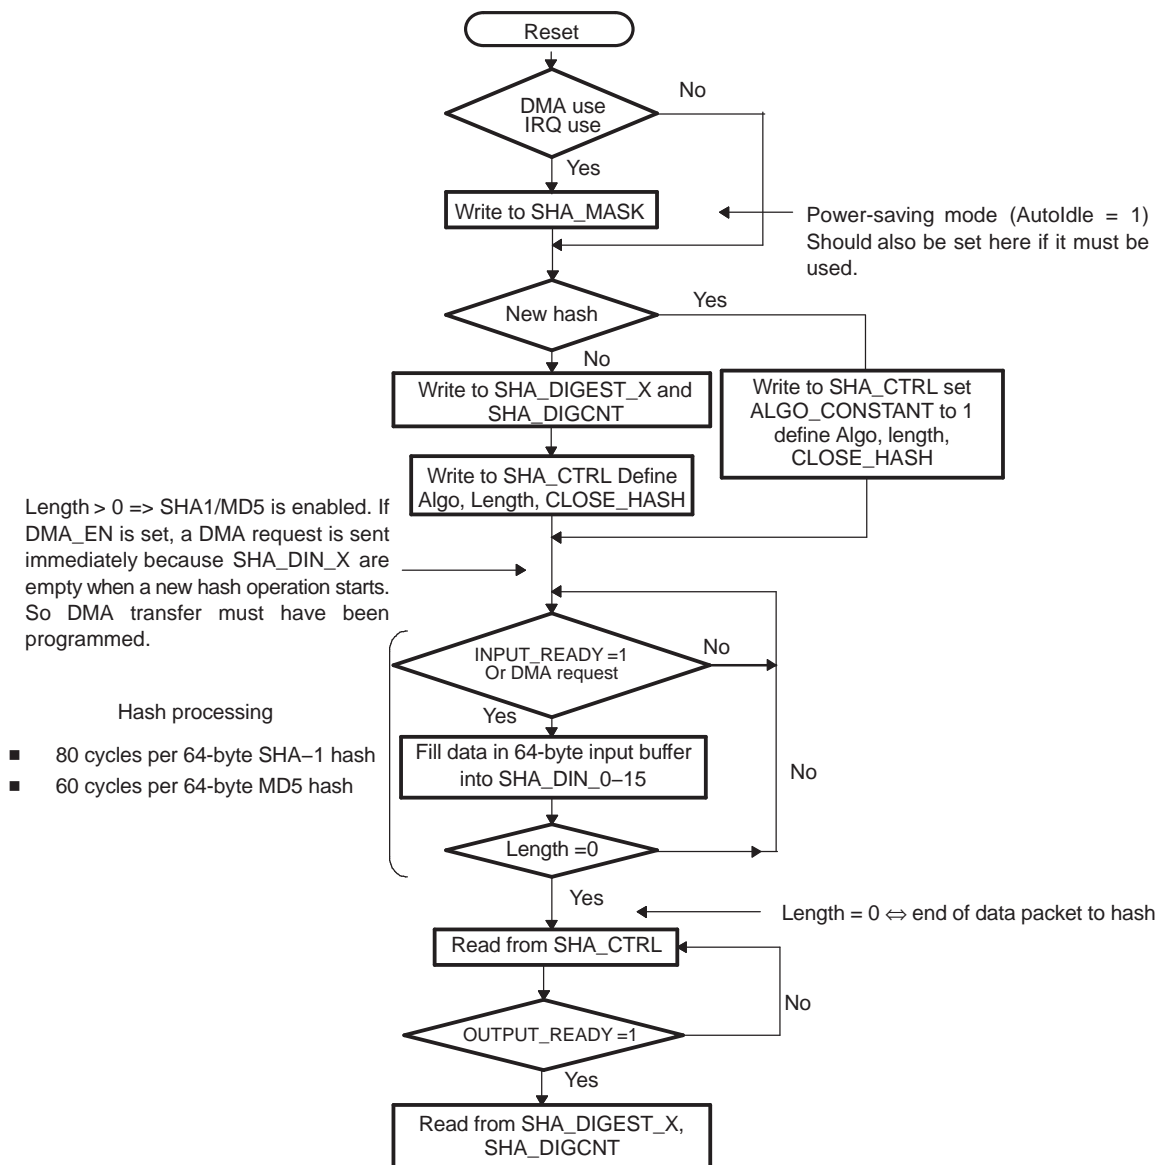 Reset
No
DMA use
IRQ use
Yes
Write to SHA_MASK
Power-saving mode (AutoIdle = 1)
Should also be set here if it must be
used.
Yes
New hash
No
Write to SHA_DIGEST_X and
SHA_DIGCNT
Write to SHA_CTRL set
ALGO_CONSTANT to 1
define Algo, length,
CLOSE_HASH
Write to SHA_CTRL Define
Algo, Length, CLOSE_HASH
Length > 0 => SHA1/MD5 is enabled. If
DMA_EN is set, a DMA request is sent
immediately because SHA_DIN_X are
empty when a new hash operation starts.
So DMA transfer must have been
programmed.
INPUT_READY =1
Or DMA request
No
Yes
Hash processing
■ 80 cycles per 64-byte SHA–1 hash
■ 60 cycles per 64-byte MD5 hash
Fill data in 64-byte input buffer
into SHA_DIN_0–15
No
Length =0
Yes
Length = 0 ⇔ end of data packet to hash
Read from SHA_CTRL
No
OUTPUT_READY =1
Yes
Read from SHA_DIGEST_X,
SHA_DIGCNT